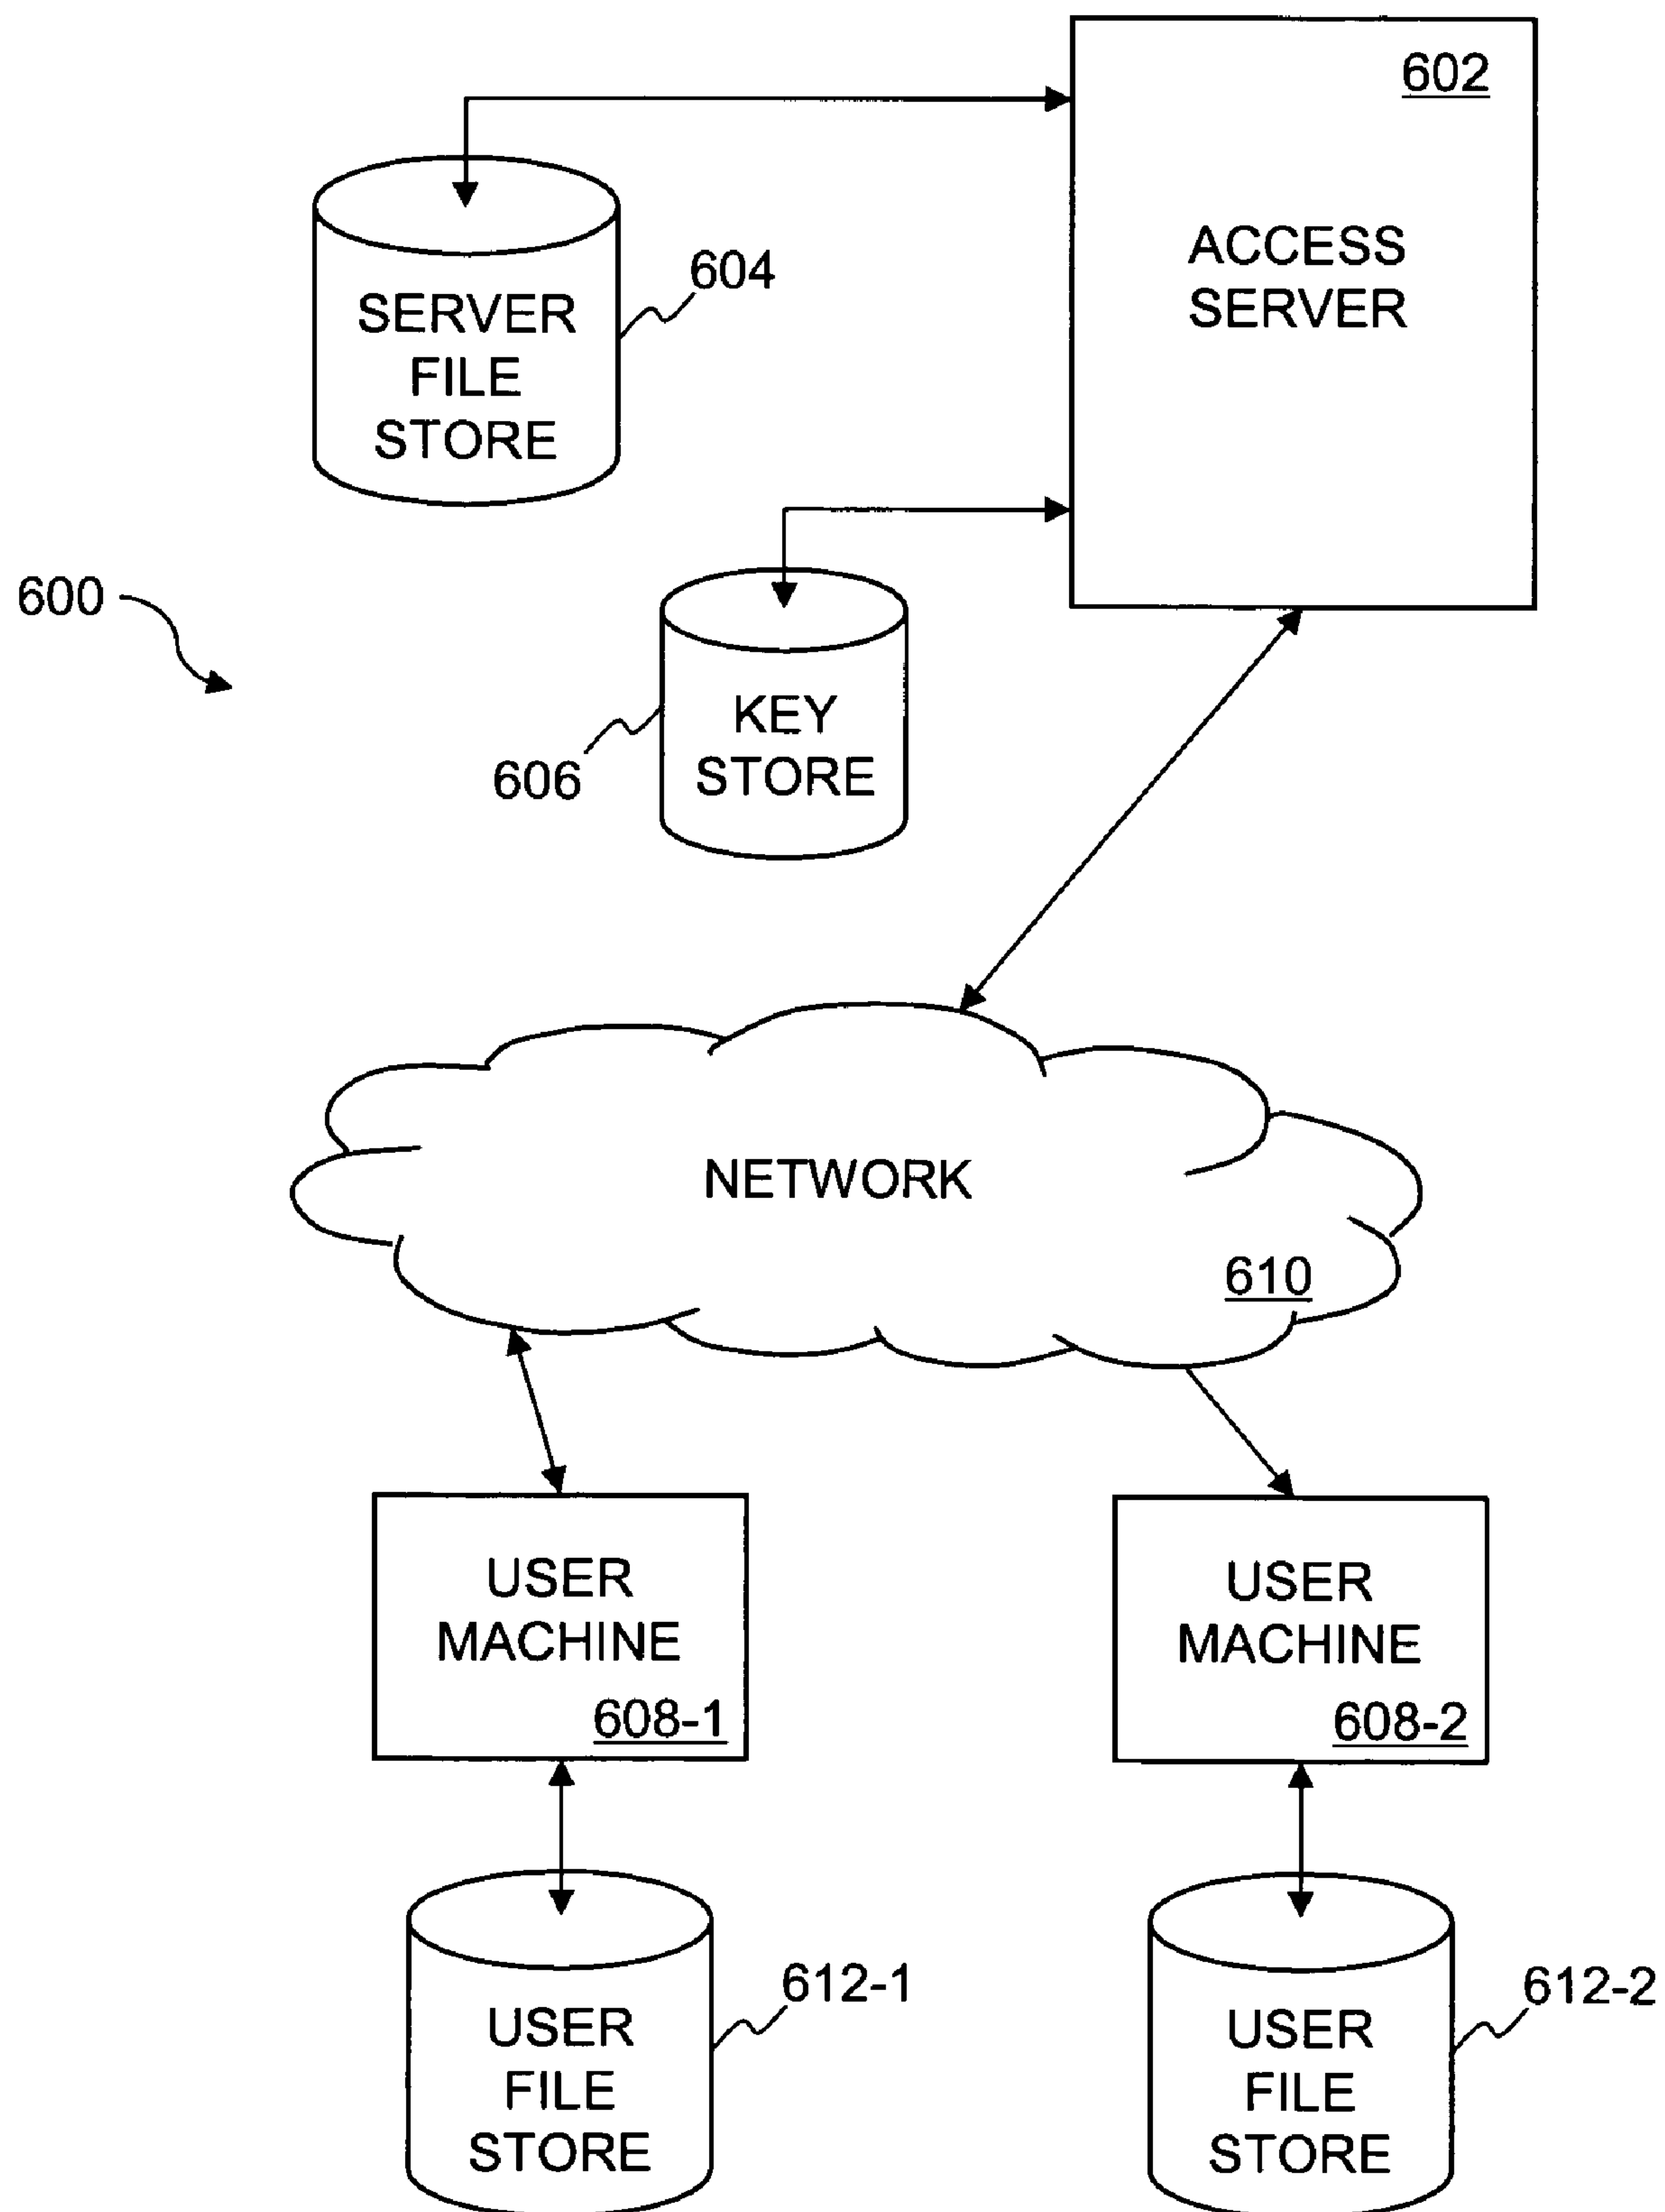 602
ACCESS
SERVER
604
SERVER
FILE
STORE
600
KEY
STORE
606
NETWORK
610
USER
MACHINE
608-1
USER
MACHINE
608-2
612-1
USER
FILE
STORE
612-2
USER
FILE
STORE